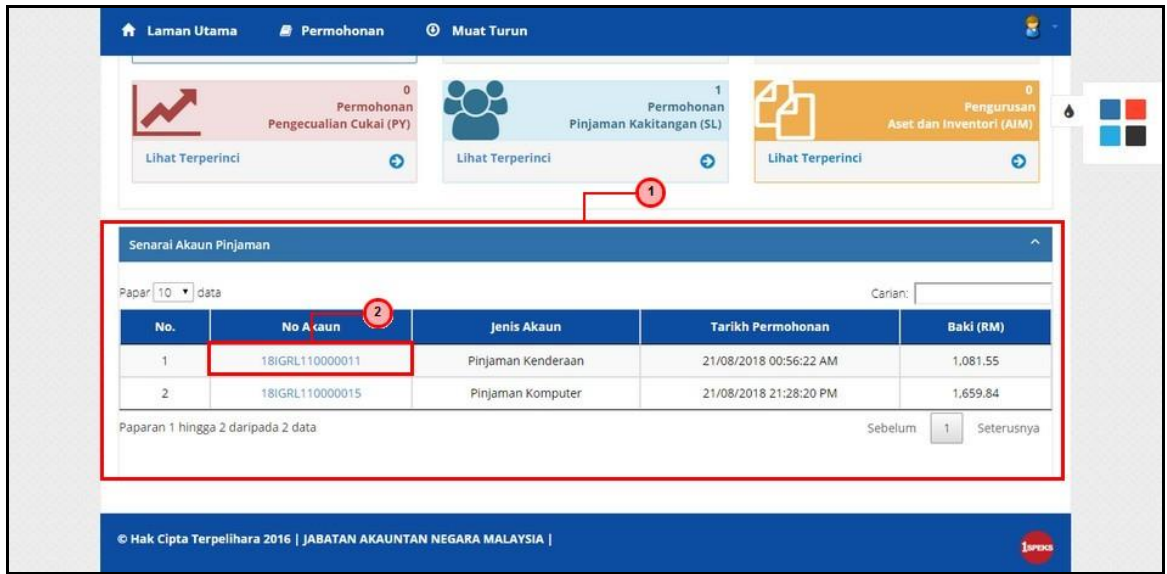 Laman Utama Permohonan Muat Turun
0
Permohonan
Pengecualian Cukai (PY)
Lihat Terperinci
1
Permohonan
Pinjaman Kakitangan (SL)
Lihat Terperinci
0
Pengurusan
Aset dan Inventori (AIM)
Lihat Terperinci
1
Senarai Akaun Pinjaman
Papar 10 data Carian:
2
No. No Akaun Jenis Akaun Tarikh Permohonan Baki (RM)
1 18IGRL110000011 Pinjaman Kenderaan 21/08/2018 00:56:22 AM 1,081.55
2 18IGRL110000015 Pinjaman Komputer 21/08/2018 21:28:20 PM 1,659.84
Paparan 1 hingga 2 daripada 2 data Sebelum 1 Seterusnya
© Hak Cipta Terpelihara 2016 | JABATAN AKAUNTAN NEGARA MALAYSIA |
1SPEKS